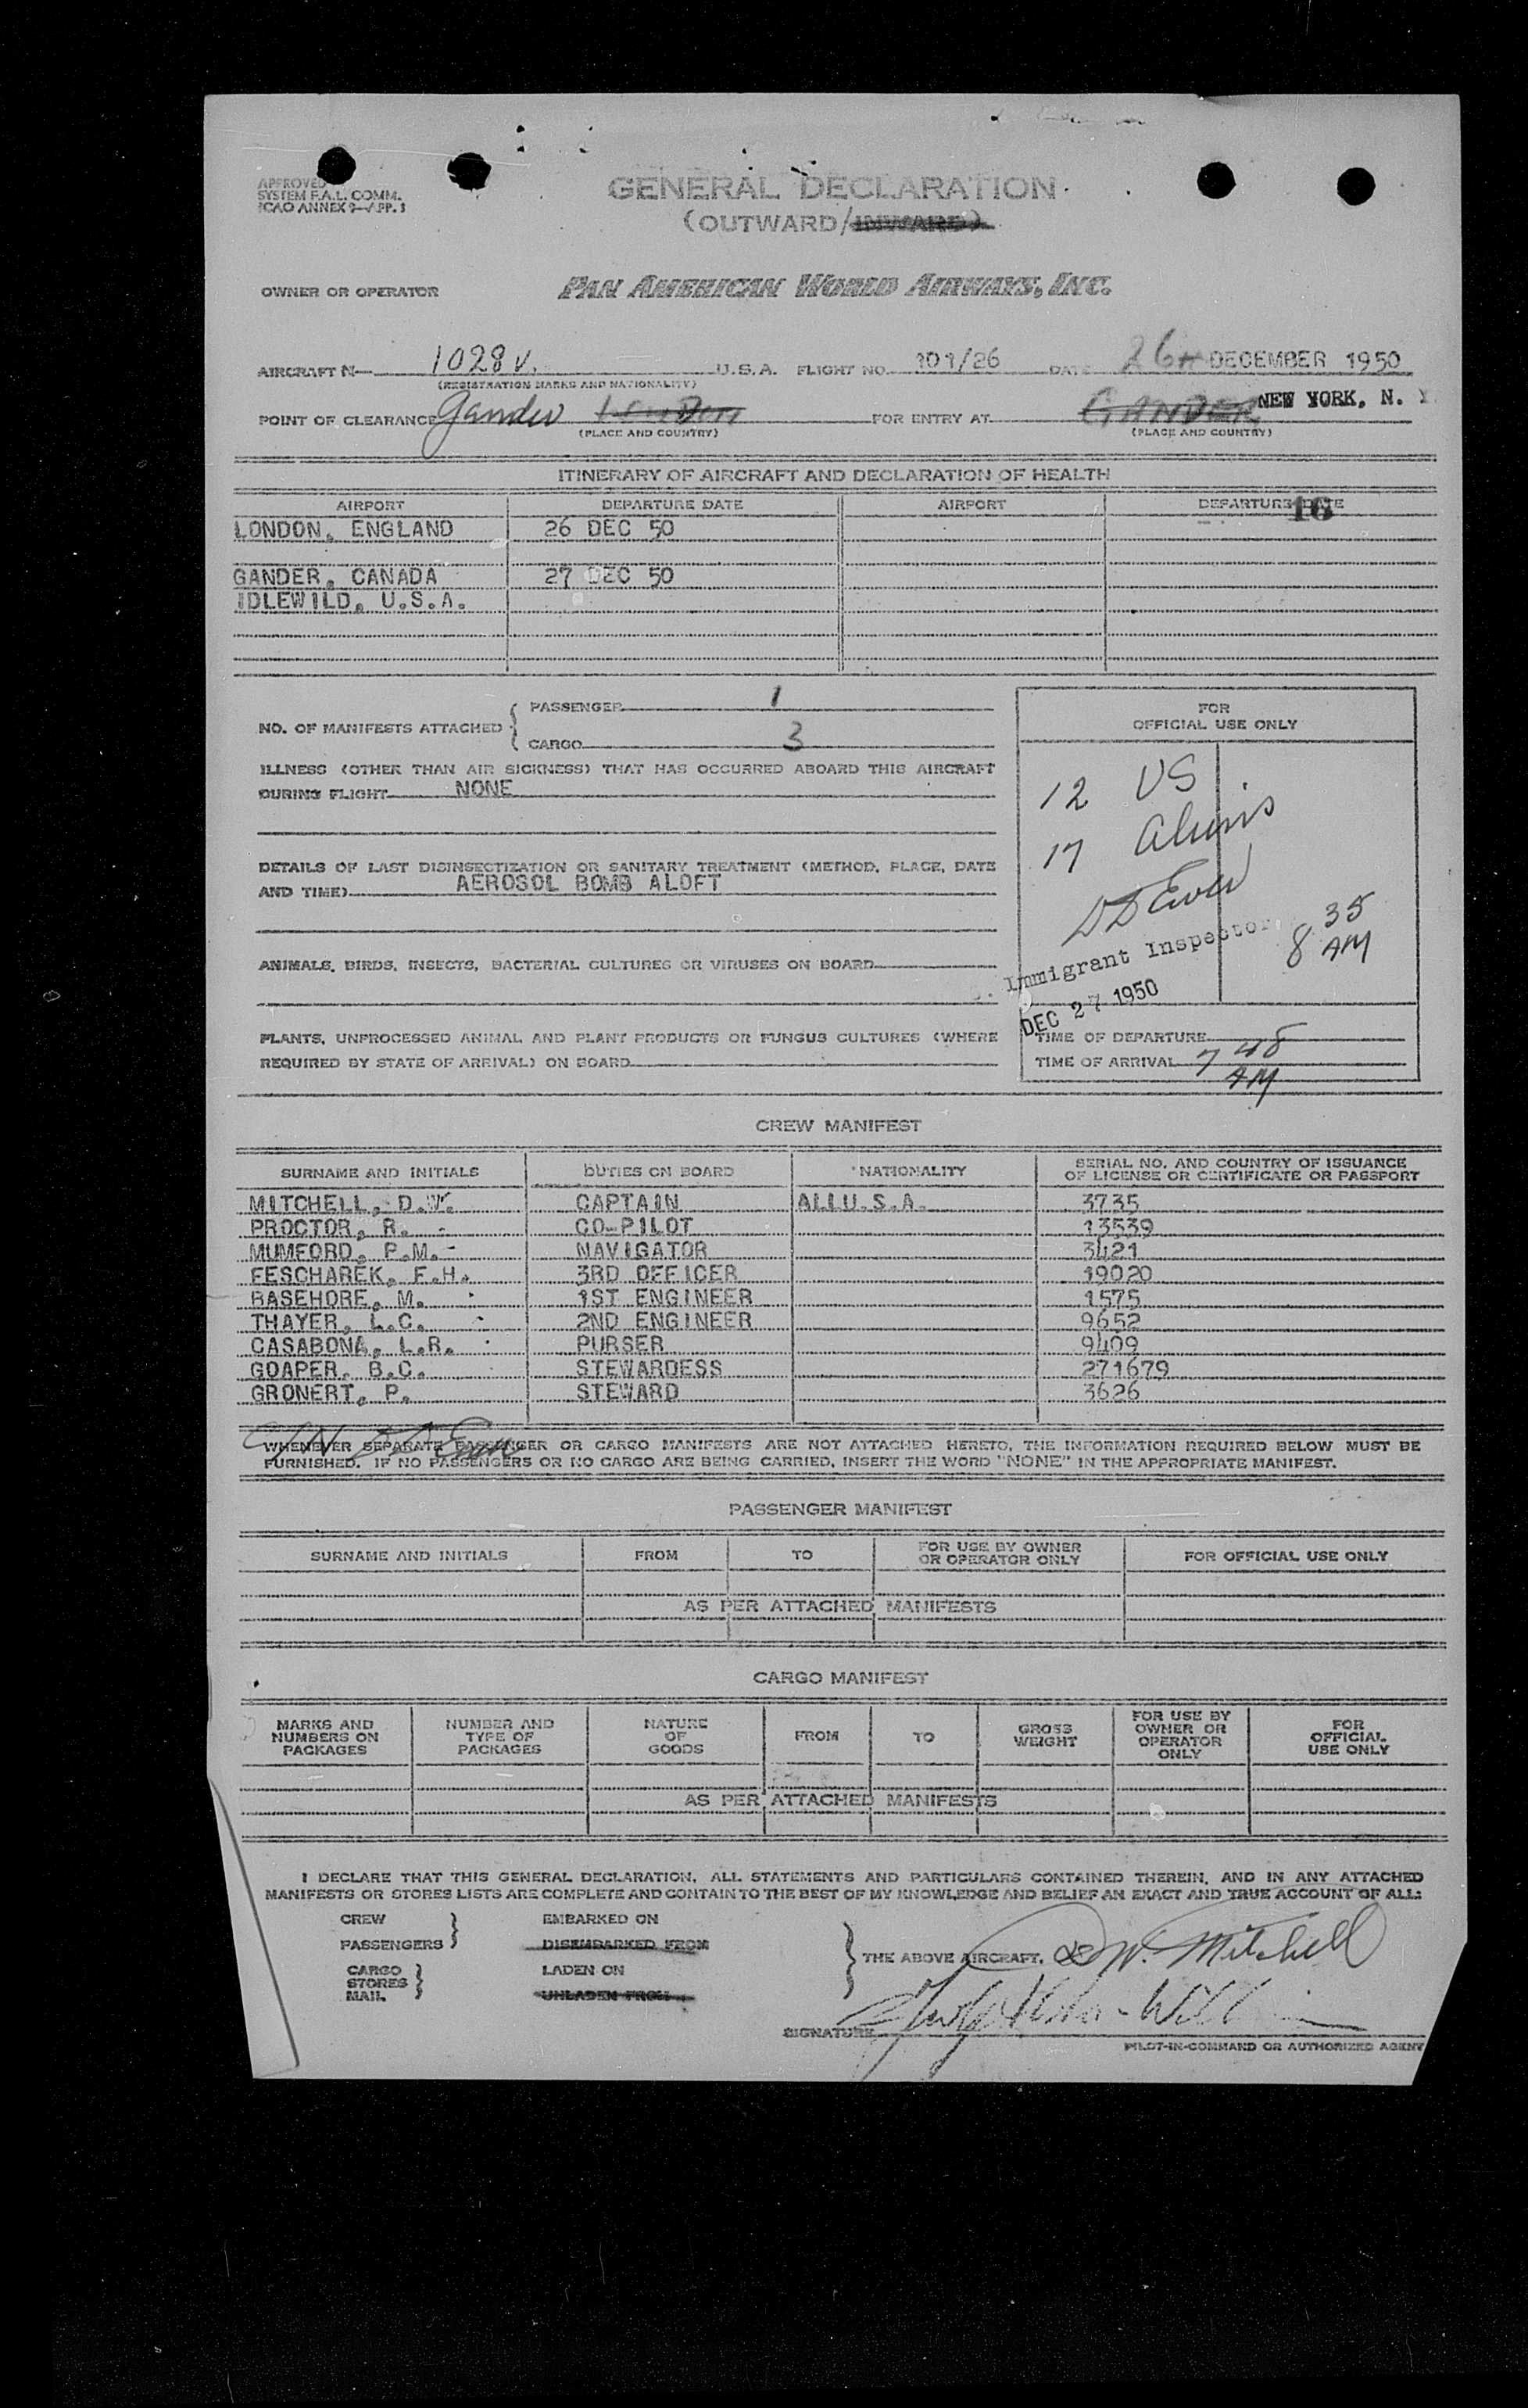 APPROVED
SYSTEM F.A.L. COMM.
ICAO ANNEX 9—APP. 1
GENERAL DECLARATION
(OUTWARD/INWARD)
OWNER OR OPERATOR PAN AMERICAN WORLD AIRWAYS, INC.
AIRCRAFT N— 1028V. U.S.A. FLIGHT NO. 101/26 DATE 26th DECEMBER 1950
(REGISTRATION MARKS AND NATIONALITY)
POINT OF CLEARANCE Gander London FOR ENTRY AT GANDER NEW YORK, N. Y
(PLACE AND COUNTRY) (PLACE AND COUNTRY)
ITINERARY OF AIRCRAFT AND DECLARATION OF HEALTH
AIRPORT DEPARTURE DATE AIRPORT DEPARTURE DATE
16
LONDON, ENGLAND 26 DEC 50
GANDER, CANADA 27 DEC 50
IDLEWILD, U.S.A.
NO. OF MANIFESTS ATTACHED { PASSENGER 1
CARGO 3
ILLNESS (OTHER THAN AIR SICKNESS) THAT HAS OCCURRED ABOARD THIS AIRCRAFT
DURING FLIGHT NONE
DETAILS OF LAST DISINSECTIZATION OR SANITARY TREATMENT (METHOD, PLACE, DATE
AND TIME) AEROSOL BOMB ALOFT
ANIMALS, BIRDS, INSECTS, BACTERIAL CULTURES OR VIRUSES ON BOARD
PLANTS, UNPROCESSED ANIMAL AND PLANT PRODUCTS OR FUNGUS CULTURES (WHERE
REQUIRED BY STATE OF ARRIVAL) ON BOARD
FOR
OFFICIAL USE ONLY
12 US
17 Aliens
Immigrant Inspector
8 35 AM
DEC 27 1950
TIME OF DEPARTURE
TIME OF ARRIVAL 7 48 AM
CREW MANIFEST
SURNAME AND INITIALS DUTIES ON BOARD NATIONALITY SERIAL NO. AND COUNTRY OF ISSUANCE
OF LICENSE OR CERTIFICATE OR PASSPORT
MITCHELL, D.W. CAPTAIN ALL U.S.A. 3735
PROCTOR, R. CO-PILOT 13539
MUMFORD, P.M. NAVIGATOR 3421
FESCHAREK, F.H. 3RD OFFICER 19020
BASEHORE, M. 1ST ENGINEER 1575
THAYER, L.C. 2ND ENGINEER 9652
CASABONA, L.R. PURSER 9409
GOAPER, B.C. STEWARDESS 271679
GRONERT, P. STEWARD 3626
WHENEVER SEPARATE PASSENGER OR CARGO MANIFESTS ARE NOT ATTACHED HERETO, THE INFORMATION REQUIRED BELOW MUST BE
FURNISHED. IF NO PASSENGERS OR NO CARGO ARE BEING CARRIED, INSERT THE WORD "NONE" IN THE APPROPRIATE MANIFEST.
PASSENGER MANIFEST
SURNAME AND INITIALS FROM TO FOR USE BY OWNER OR OPERATOR ONLY FOR OFFICIAL USE ONLY
AS PER ATTACHED MANIFESTS
CARGO MANIFEST
MARKS AND NUMBERS ON PACKAGES NUMBER AND TYPE OF PACKAGES NATURE OF GOODS FROM TO GROSS WEIGHT FOR USE BY OWNER OR OPERATOR ONLY FOR OFFICIAL USE ONLY
AS PER ATTACHED MANIFESTS
I DECLARE THAT THIS GENERAL DECLARATION, ALL STATEMENTS AND PARTICULARS CONTAINED THEREIN, AND IN ANY ATTACHED
MANIFESTS OR STORES LISTS ARE COMPLETE AND CONTAIN TO THE BEST OF MY KNOWLEDGE AND BELIEF AN EXACT AND TRUE ACCOUNT OF ALL:
CREW EMBARKED ON
PASSENGERS DISEMBARKED FROM
THE ABOVE AIRCRAFT. D.W. Mitchell
CARGO LADEN ON
STORES
MAIL UNLADEN FROM
SIGNATURE
PILOT-IN-COMMAND OR AUTHORIZED AGENT